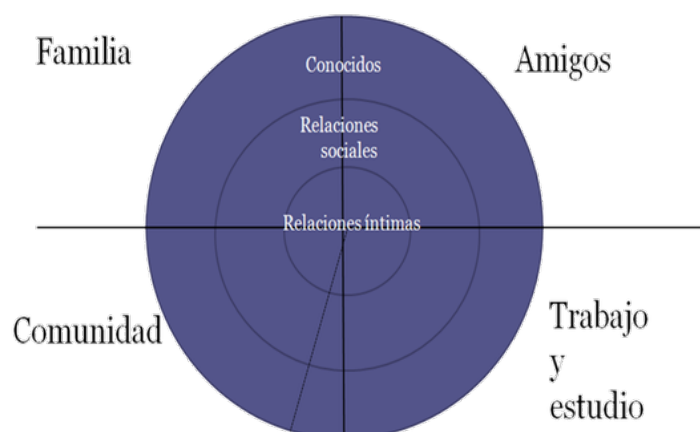 Familia
Amigos
Conocidos
Relaciones
sociales
Relaciones íntimas
Comunidad
Trabajo
y
estudio